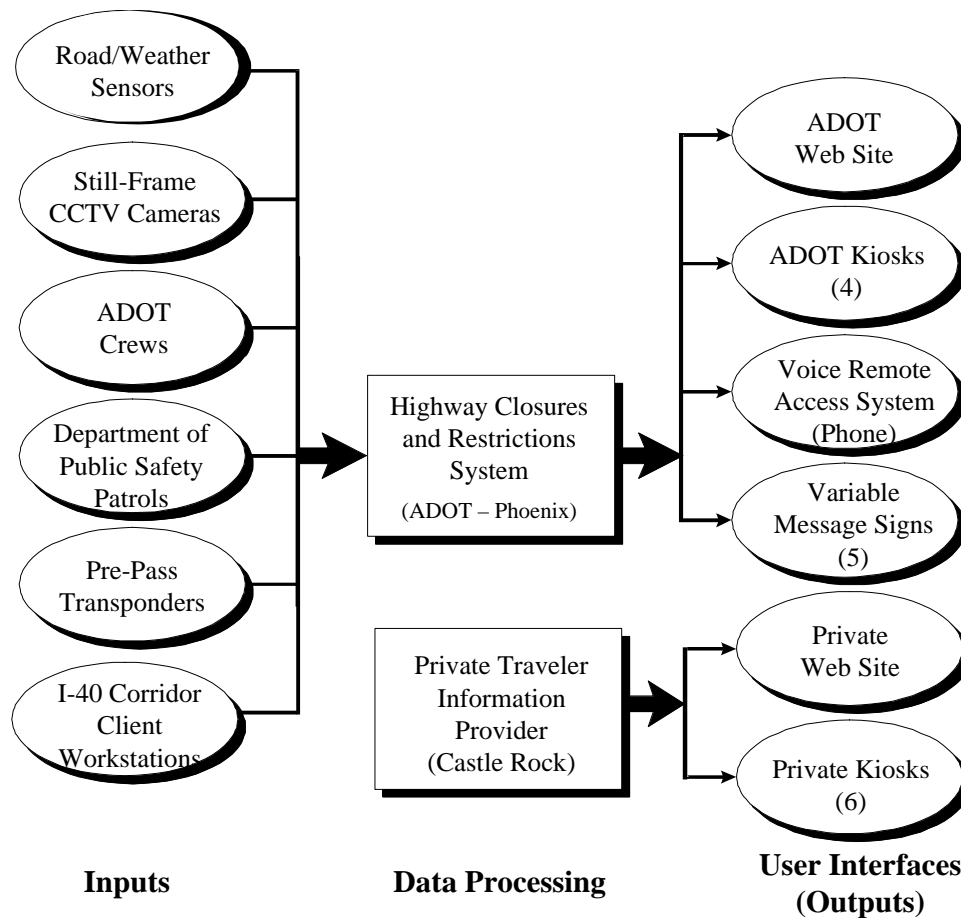 Road/Weather
Sensors
Still-Frame
CCTV Cameras
ADOT
Crews
Department of
Public Safety
Patrols
Pre-Pass
Transponders
I-40 Corridor
Client
Workstations
Inputs
Highway Closures
and Restrictions
System
(ADOT – Phoenix)
Private Traveler
Information
Provider
(Castle Rock)
Data Processing
ADOT
Web Site
ADOT Kiosks
(4)
Voice Remote
Access System
(Phone)
Variable
Message Signs
(5)
Private
Web Site
Private Kiosks
(6)
User Interfaces
(Outputs)